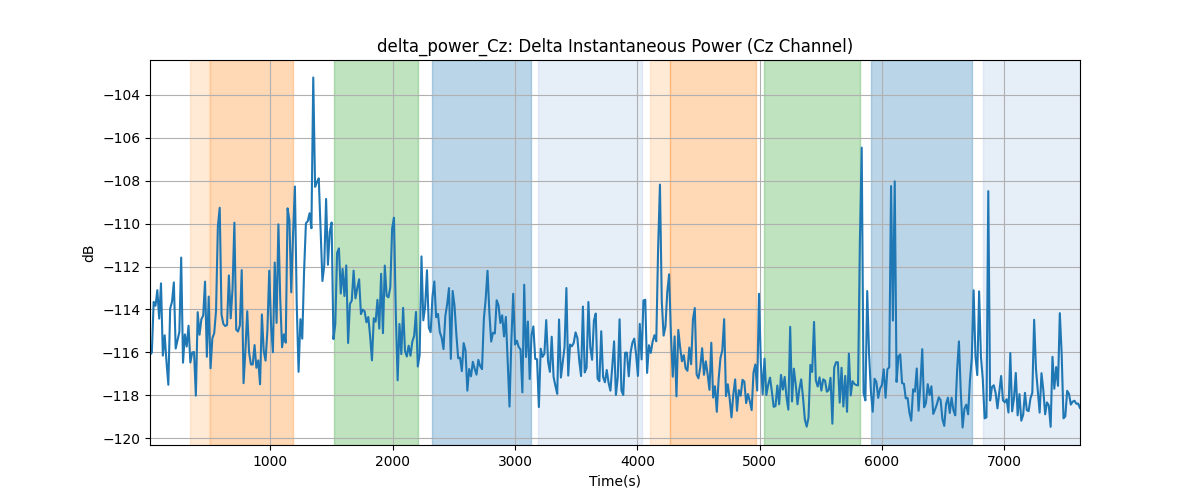 delta_power_Cz: Delta Instantaneous Power (Cz Channel)
dB
−104
−106
−108
−110
−112
−114
−116
−118
−120
1000 2000 3000 4000 5000 6000 7000
Time(s)